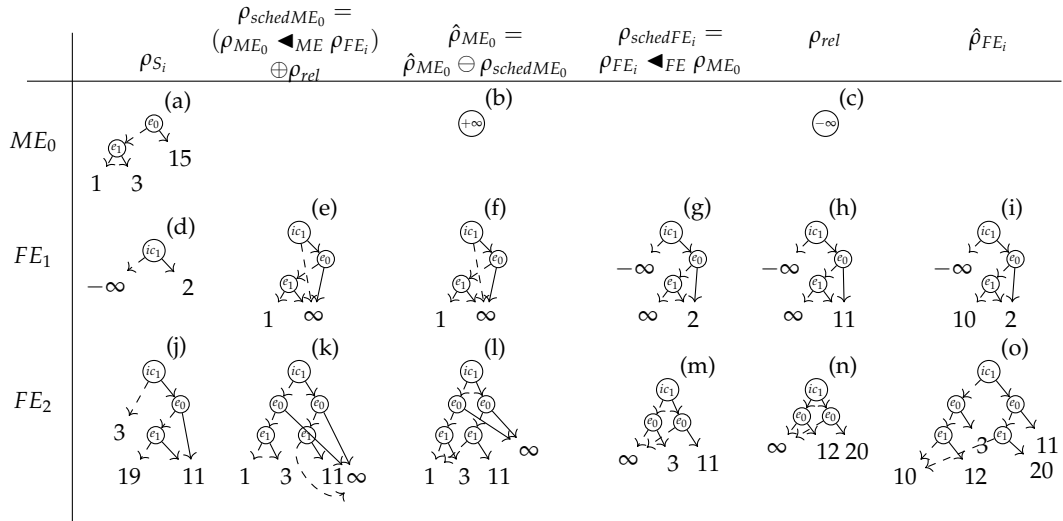 ρ_{S_i}
ρ_{schedME_0} =
(ρ_{ME_0} ◄_{ME} ρ_{FE_i})
⊕ρ_{rel}
ρ̂_{ME_0} =
ρ̂_{ME_0} ⊖ ρ_{schedME_0}
ρ_{schedFE_i} =
ρ_{FE_i} ◄_{FE} ρ_{ME_0}
ρ_{rel}
ρ̂_{FE_i}
ME_0
(a)
e_0
e_1
15
1 3
(b)
+∞
(c)
−∞
FE_1
(d)
ic_1
−∞ 2
(e)
ic_1
e_0
e_1
1 ∞
(f)
ic_1
e_0
e_1
1 ∞
(g)
ic_1
−∞
e_0
e_1
∞ 2
(h)
ic_1
−∞
e_0
e_1
∞ 11
(i)
ic_1
−∞
e_0
e_1
10 2
FE_2
(j)
ic_1
e_0
3
e_1
19 11
(k)
ic_1
e_0 e_0
e_1 e_1
1 3 11 ∞
(l)
ic_1
e_0 e_0
e_1 e_1
∞
1 3 11
(m)
ic_1
e_0 e_0
∞ 3 11
(n)
ic_1
e_0 e_0
∞ 12 20
(o)
ic_1
e_0 e_0
e_1 3 e_1 11
10 12 20